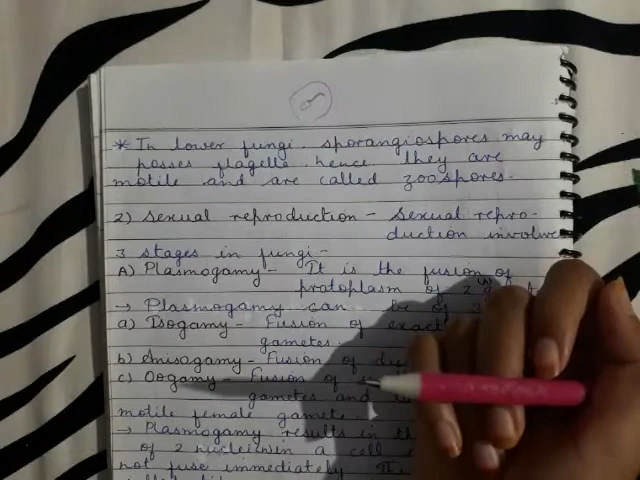 * In lower fungi sporangiospores may
posses flagella hence they are
motile and are called zoospores.
2) Sexual reproduction - Sexual repro-
duction involve
3 stages in fungi -
A) Plasmogamy - It is the fusion of
protoplasm of 2
→ Plasmogamy can be of 3
a) Isogamy - Fusion of exact
gametes.
b) Anisogamy - Fusion of
c) Oogamy - Fusion of
gametes and
motile female gamete.
→ Plasmogamy results in
of 2 nuclei in a cell
not fuse immediately.